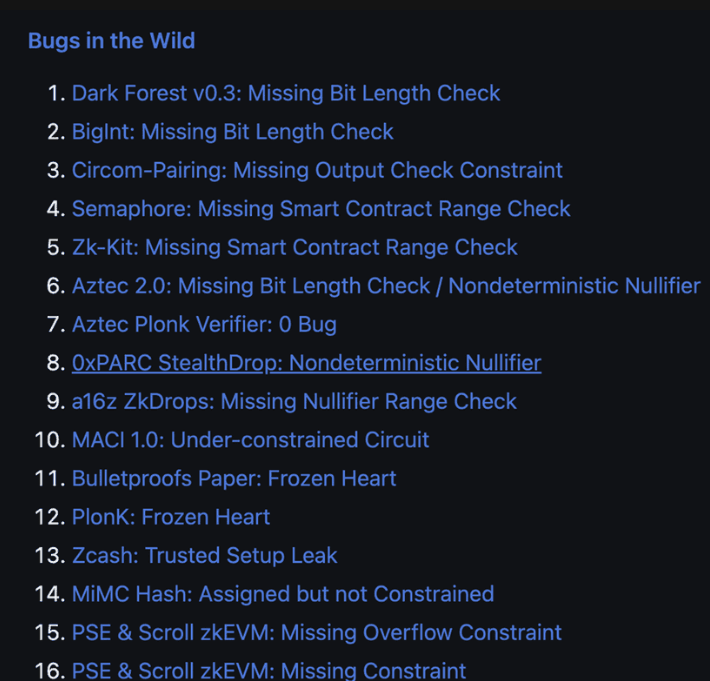 Bugs in the Wild
1. Dark Forest v0.3: Missing Bit Length Check
2. BigInt: Missing Bit Length Check
3. Circom-Pairing: Missing Output Check Constraint
4. Semaphore: Missing Smart Contract Range Check
5. Zk-Kit: Missing Smart Contract Range Check
6. Aztec 2.0: Missing Bit Length Check / Nondeterministic Nullifier
7. Aztec Plonk Verifier: 0 Bug
8. 0xPARC StealthDrop: Nondeterministic Nullifier
9. a16z ZkDrops: Missing Nullifier Range Check
10. MACI 1.0: Under-constrained Circuit
11. Bulletproofs Paper: Frozen Heart
12. PlonK: Frozen Heart
13. Zcash: Trusted Setup Leak
14. MiMC Hash: Assigned but not Constrained
15. PSE & Scroll zkEVM: Missing Overflow Constraint
16. PSE & Scroll zkEVM: Missing Constraint